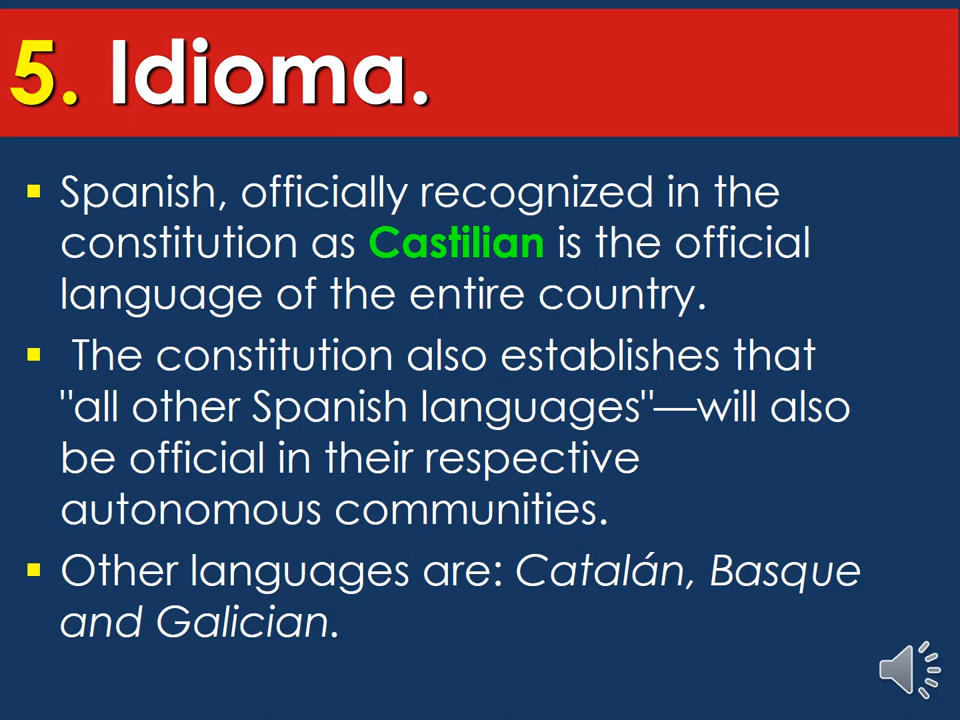 5. Idioma.
▪ Spanish, officially recognized in the
constitution as Castilian is the official
language of the entire country.
▪ The constitution also establishes that
"all other Spanish languages"—will also
be official in their respective
autonomous communities.
▪ Other languages are: Catalán, Basque
and Galician.